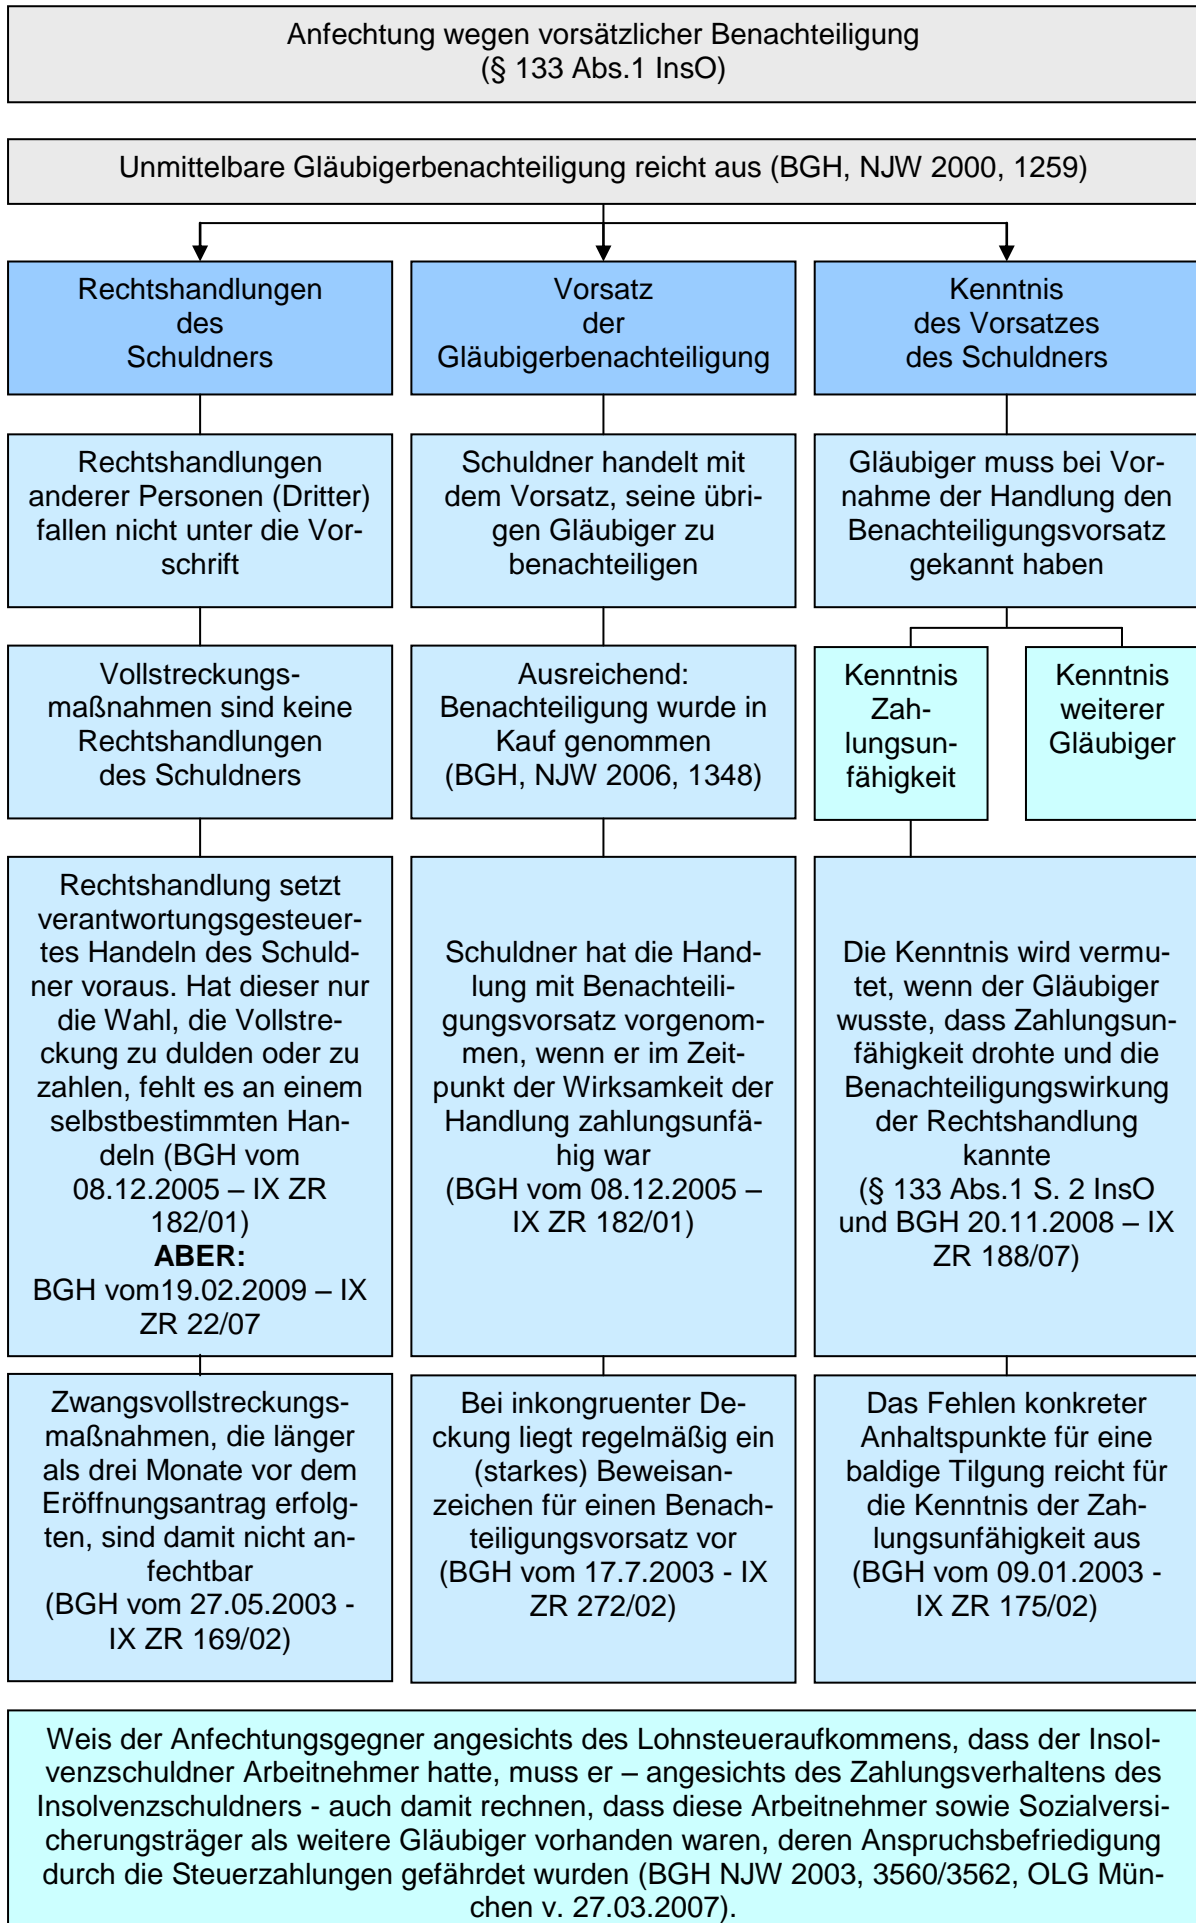 Anfechtung wegen vorsätzlicher Benachteiligung
(§ 133 Abs.1 InsO)
Unmittelbare Gläubigerbenachteiligung reicht aus (BGH, NJW 2000, 1259)
Rechtshandlungen
des
Schuldners
Rechtshandlungen
anderer Personen (Dritter)
fallen nicht unter die Vor-
schrift
Vollstreckungs-
maßnahmen sind keine
Rechtshandlungen
des Schuldners
Rechtshandlung setzt
verantwortungsgesteuer-
tes Handeln des Schuld-
ner voraus. Hat dieser nur
die Wahl, die Vollstre-
ckung zu dulden oder zu
zahlen, fehlt es an einem
selbstbestimmten Han-
deln (BGH vom
08.12.2005 – IX ZR
182/01)
ABER:
BGH vom19.02.2009 – IX
ZR 22/07
Zwangsvollstreckungs-
maßnahmen, die länger
als drei Monate vor dem
Eröffnungsantrag erfolg-
ten, sind damit nicht an-
fechtbar
(BGH vom 27.05.2003 -
IX ZR 169/02)
Vorsatz
der
Gläubigerbenachteiligung
Schuldner handelt mit
dem Vorsatz, seine übri-
gen Gläubiger zu
benachteiligen
Ausreichend:
Benachteiligung wurde in
Kauf genommen
(BGH, NJW 2006, 1348)
Schuldner hat die Hand-
lung mit Benachteili-
gungsvorsatz vorgenom-
men, wenn er im Zeit-
punkt der Wirksamkeit der
Handlung zahlungsunfä-
hig war
(BGH vom 08.12.2005 –
IX ZR 182/01)
Bei inkongruenter De-
ckung liegt regelmäßig ein
(starkes) Beweisan-
zeichen für einen Benach-
teiligungsvorsatz vor
(BGH vom 17.7.2003 - IX
ZR 272/02)
Kenntnis
des Vorsatzes
des Schuldners
Gläubiger muss bei Vor-
nahme der Handlung den
Benachteiligungsvorsatz
gekannt haben
Kenntnis
Zah-
lungsun-
fähigkeit
Kenntnis
weiterer
Gläubiger
Die Kenntnis wird vermu-
tet, wenn der Gläubiger
wusste, dass Zahlungsun-
fähigkeit drohte und die
Benachteiligungswirkung
der Rechtshandlung
kannte
(§ 133 Abs.1 S. 2 InsO
und BGH 20.11.2008 – IX
ZR 188/07)
Das Fehlen konkreter
Anhaltspunkte für eine
baldige Tilgung reicht für
die Kenntnis der Zah-
lungsunfähigkeit aus
(BGH vom 09.01.2003 -
IX ZR 175/02)
Weis der Anfechtungsgegner angesichts des Lohnsteueraufkommens, dass der Insol-
venzschuldner Arbeitnehmer hatte, muss er – angesichts des Zahlungsverhaltens des
Insolvenzschuldners - auch damit rechnen, dass diese Arbeitnehmer sowie Sozialversi-
cherungsträger als weitere Gläubiger vorhanden waren, deren Anspruchsbefriedigung
durch die Steuerzahlungen gefährdet wurden (BGH NJW 2003, 3560/3562, OLG Mün-
chen v. 27.03.2007).